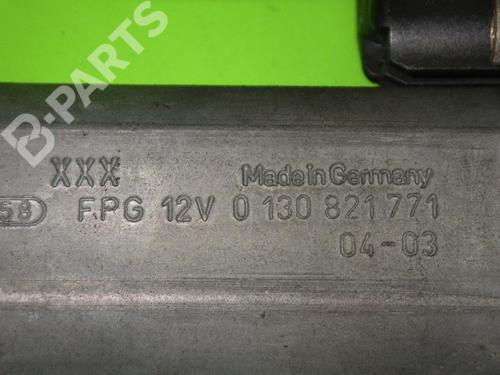 B-PARTS
XXX Made in Germany
58 FPG 12V 0 130 821 771
04-03